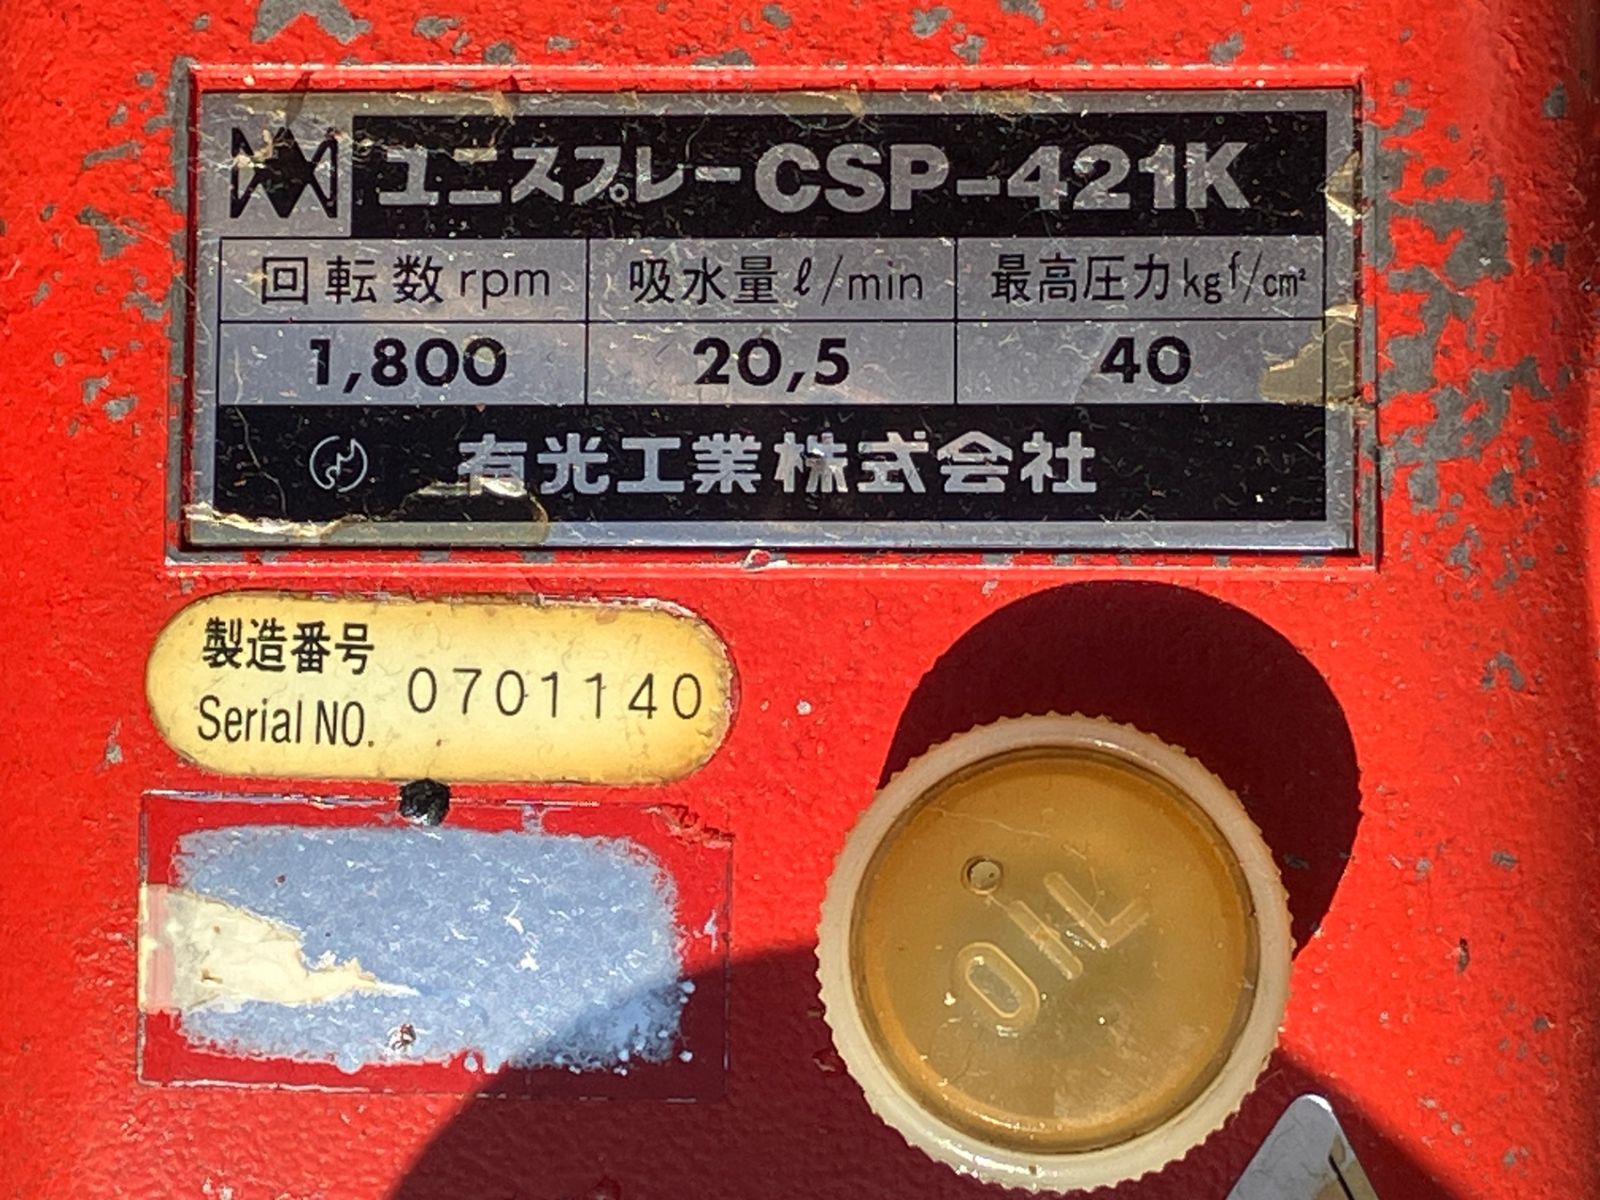 ユニスプレーCSP-421K
回転数rpm 吸水量ℓ/min 最高圧力kgf/cm²
1,800 20,5 40
有光工業株式会社
製造番号
Serial NO. 0701140
OIL